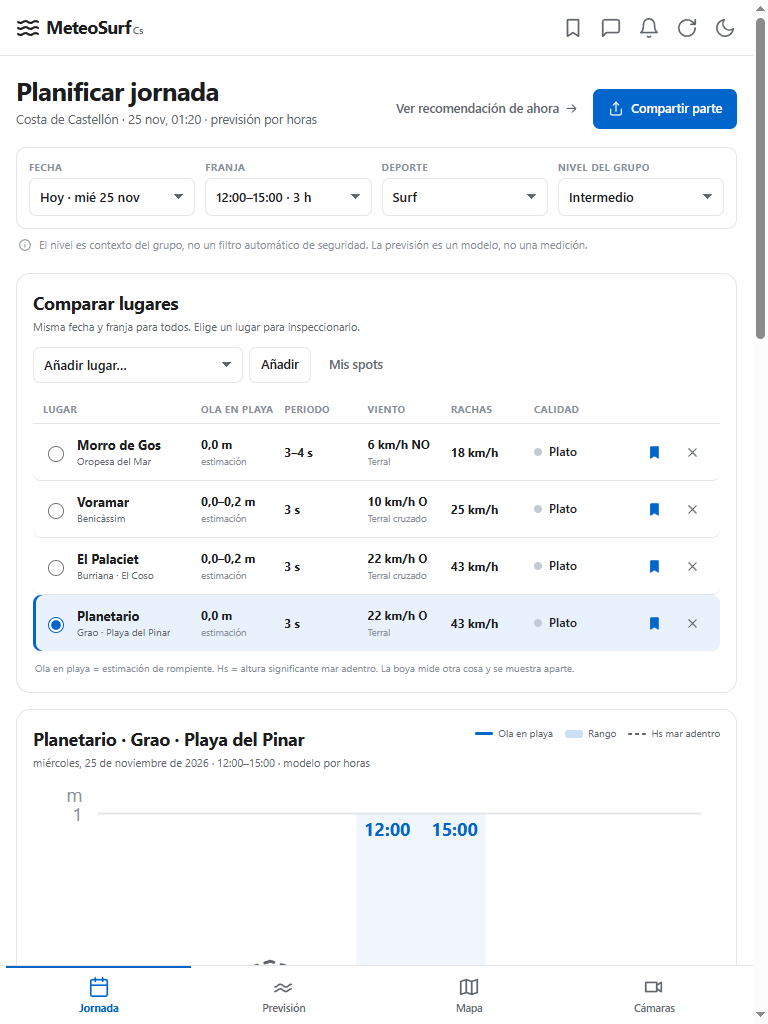 MeteoSurf Cs
Planificar jornada
Costa de Castellón · 25 nov, 01:20 · previsión por horas
Ver recomendación de ahora →
Compartir parte
FECHA
FRANJA
DEPORTE
NIVEL DEL GRUPO
Hoy · mié 25 nov
12:00–15:00 · 3 h
Surf
Intermedio
El nivel es contexto del grupo, no un filtro automático de seguridad. La previsión es un modelo, no una medición.
Comparar lugares
Misma fecha y franja para todos. Elige un lugar para inspeccionarlo.
Añadir lugar...
Añadir
Mis spots
LUGAR OLA EN PLAYA PERIODO VIENTO RACHAS CALIDAD
Morro de Gos 0,0 m 3–4 s 6 km/h NO 18 km/h Plato
Oropesa del Mar estimación Terral
Voramar 0,0–0,2 m 3 s 10 km/h O 25 km/h Plato
Benicàssim estimación Terral cruzado
El Palaciet 0,0–0,2 m 3 s 22 km/h O 43 km/h Plato
Burriana · El Coso estimación Terral cruzado
Planetario 0,0 m 3 s 22 km/h O 43 km/h Plato
Grao · Playa del Pinar estimación Terral
Ola en playa = estimación de rompiente. Hs = altura significante mar adentro. La boya mide otra cosa y se muestra aparte.
Planetario · Grao · Playa del Pinar
Ola en playa Rango Hs mar adentro
miércoles, 25 de noviembre de 2026 · 12:00–15:00 · modelo por horas
m
1
12:00 15:00
Jornada
Previsión
Mapa
Cámaras